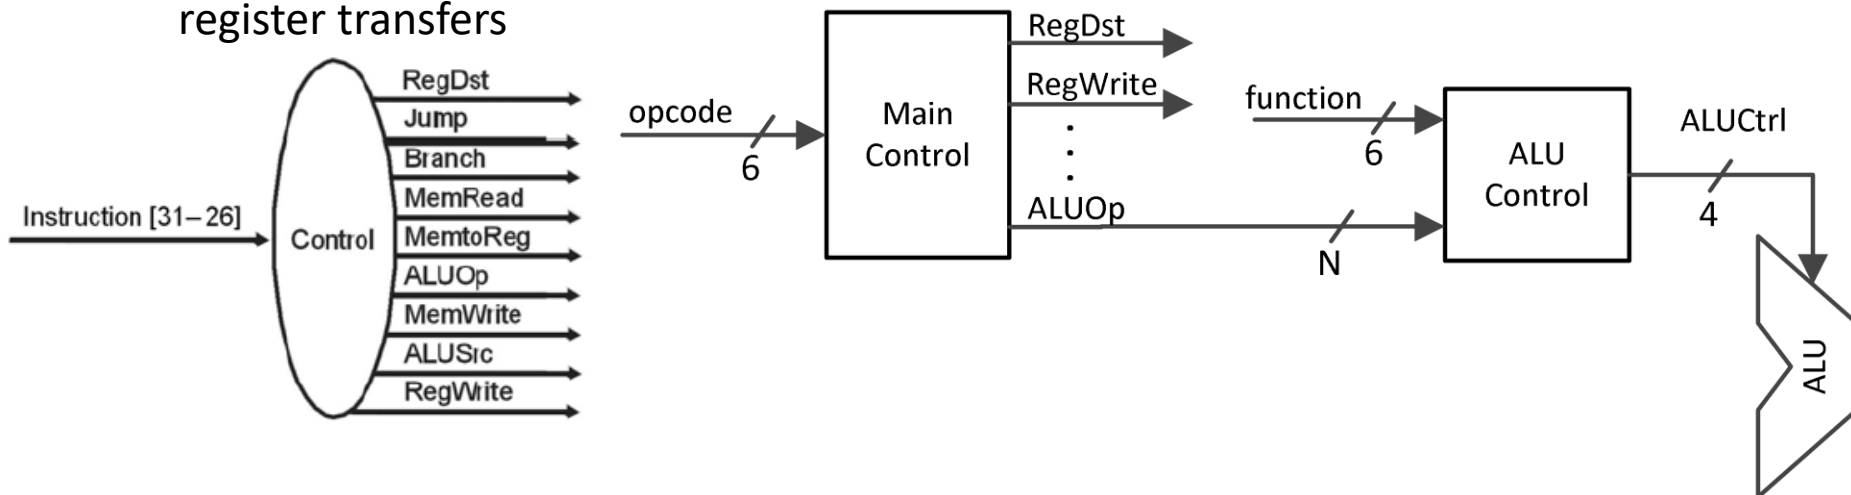 register transfers
Instruction [31–26]
Control
RegDst
Jump
Branch
MemRead
MemtoReg
ALUOp
MemWrite
ALUSrc
RegWrite
opcode
6
Main
Control
RegDst
RegWrite
⋮
ALUOp
N
function
6
ALU
Control
ALUCtrl
4
ALU